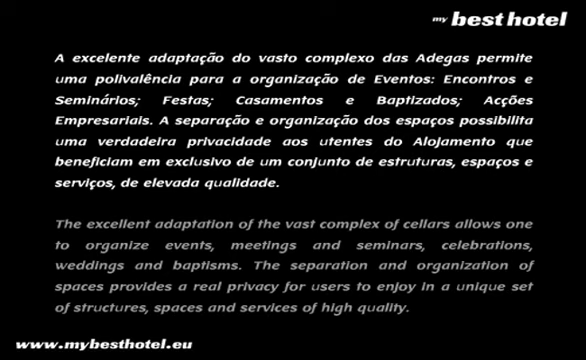 my best hotel
A excelente adaptação do vasto complexo das Adegas permite
uma polivalência para a organização de Eventos: Encontros e
Seminários; Festas; Casamentos e Baptizados; Acções
Empresariais. A separação e organização dos espaços possibilita
uma verdadeira privacidade aos utentes do Alojamento que
beneficiam em exclusivo de um conjunto de estruturas, espaços e
serviços, de elevada qualidade.
The excellent adaptation of the vast complex of cellars allows one
to organize events, meetings and seminars, celebrations,
weddings and baptisms. The separation and organization of
spaces provides a real privacy for users to enjoy in a unique set
of structures, spaces and services of high quality.
www.mybesthotel.eu